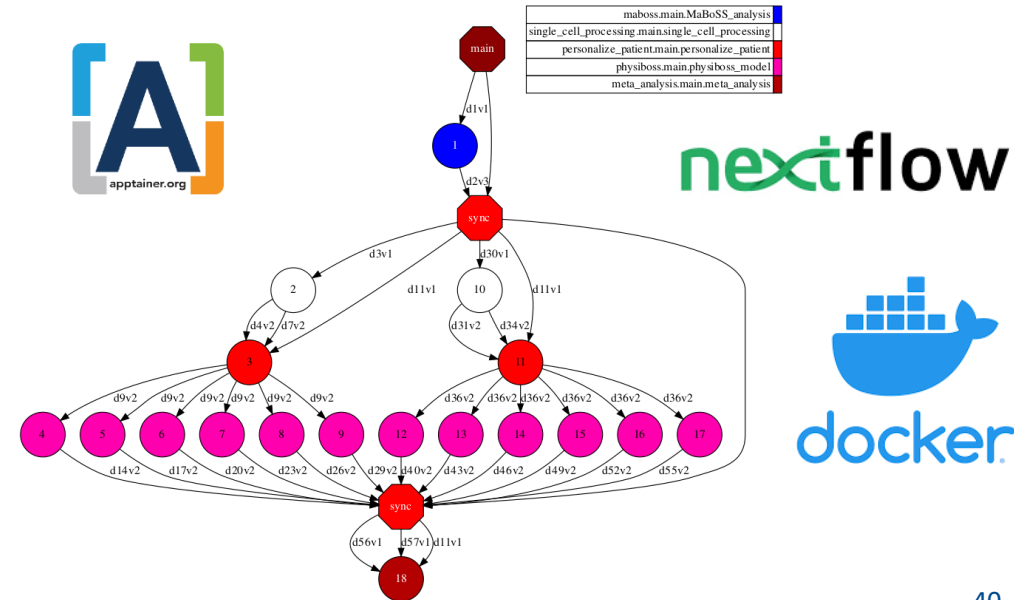 main
maboss.main.MaBoSS_analysis
single_cell_processing.main.single_cell_processing
personalize_patient.main.personalize_patient
physiboss.main.physiboss_model
meta_analysis.main.meta_analysis
A
apptainer.org
nextflow
docker
d1v1
1
d2v3
sync
d3v1
d11v1
d30v1
d11v1
2
10
d4v2
d7v2
d31v2
d34v2
3
11
d9v2
d9v2
d9v2
d9v2
d9v2
d9v2
d36v2
d36v2
d36v2
d36v2
d36v2
d36v2
4
5
6
7
8
9
12
13
14
15
16
17
d14v2
d17v2
d20v2
d23v2
d26v2
d29v2
d40v2
d43v2
d46v2
d49v2
d52v2
d55v2
sync
d56v1
d57v1
d11v1
18